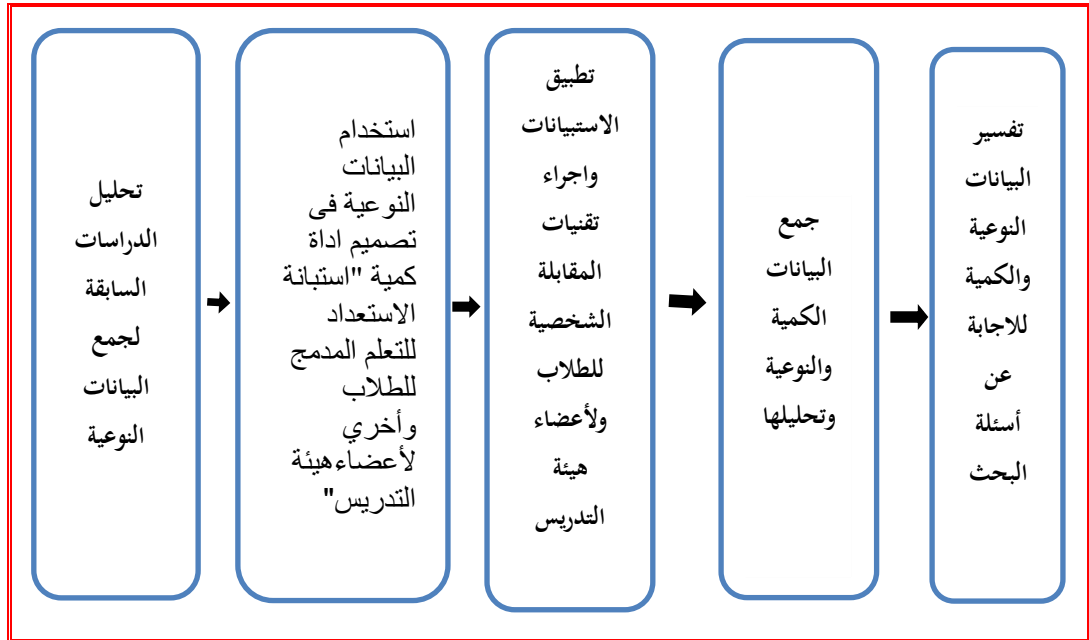 تحليل
الدراسات
السابقة
لجمع
البيانات
النوعية
استخدام
البيانات
النوعية فى
تصميم اداة
كمية "استبانة
الاستعداد
للتعلم المدمج
للطلاب
وأخري
لأعضاءهيئة
التدريس"
تطبيق
الاستبيانات
واجراء
تقنيات
المقابلة
الشخصية
للطلاب
ولأعضاء
هيئة
التدريس
جمع
البيانات
الكمية
والنوعية
وتحليلها
تفسير
البيانات
النوعية
والكمية
للاجابة
عن
أسئلة
البحث